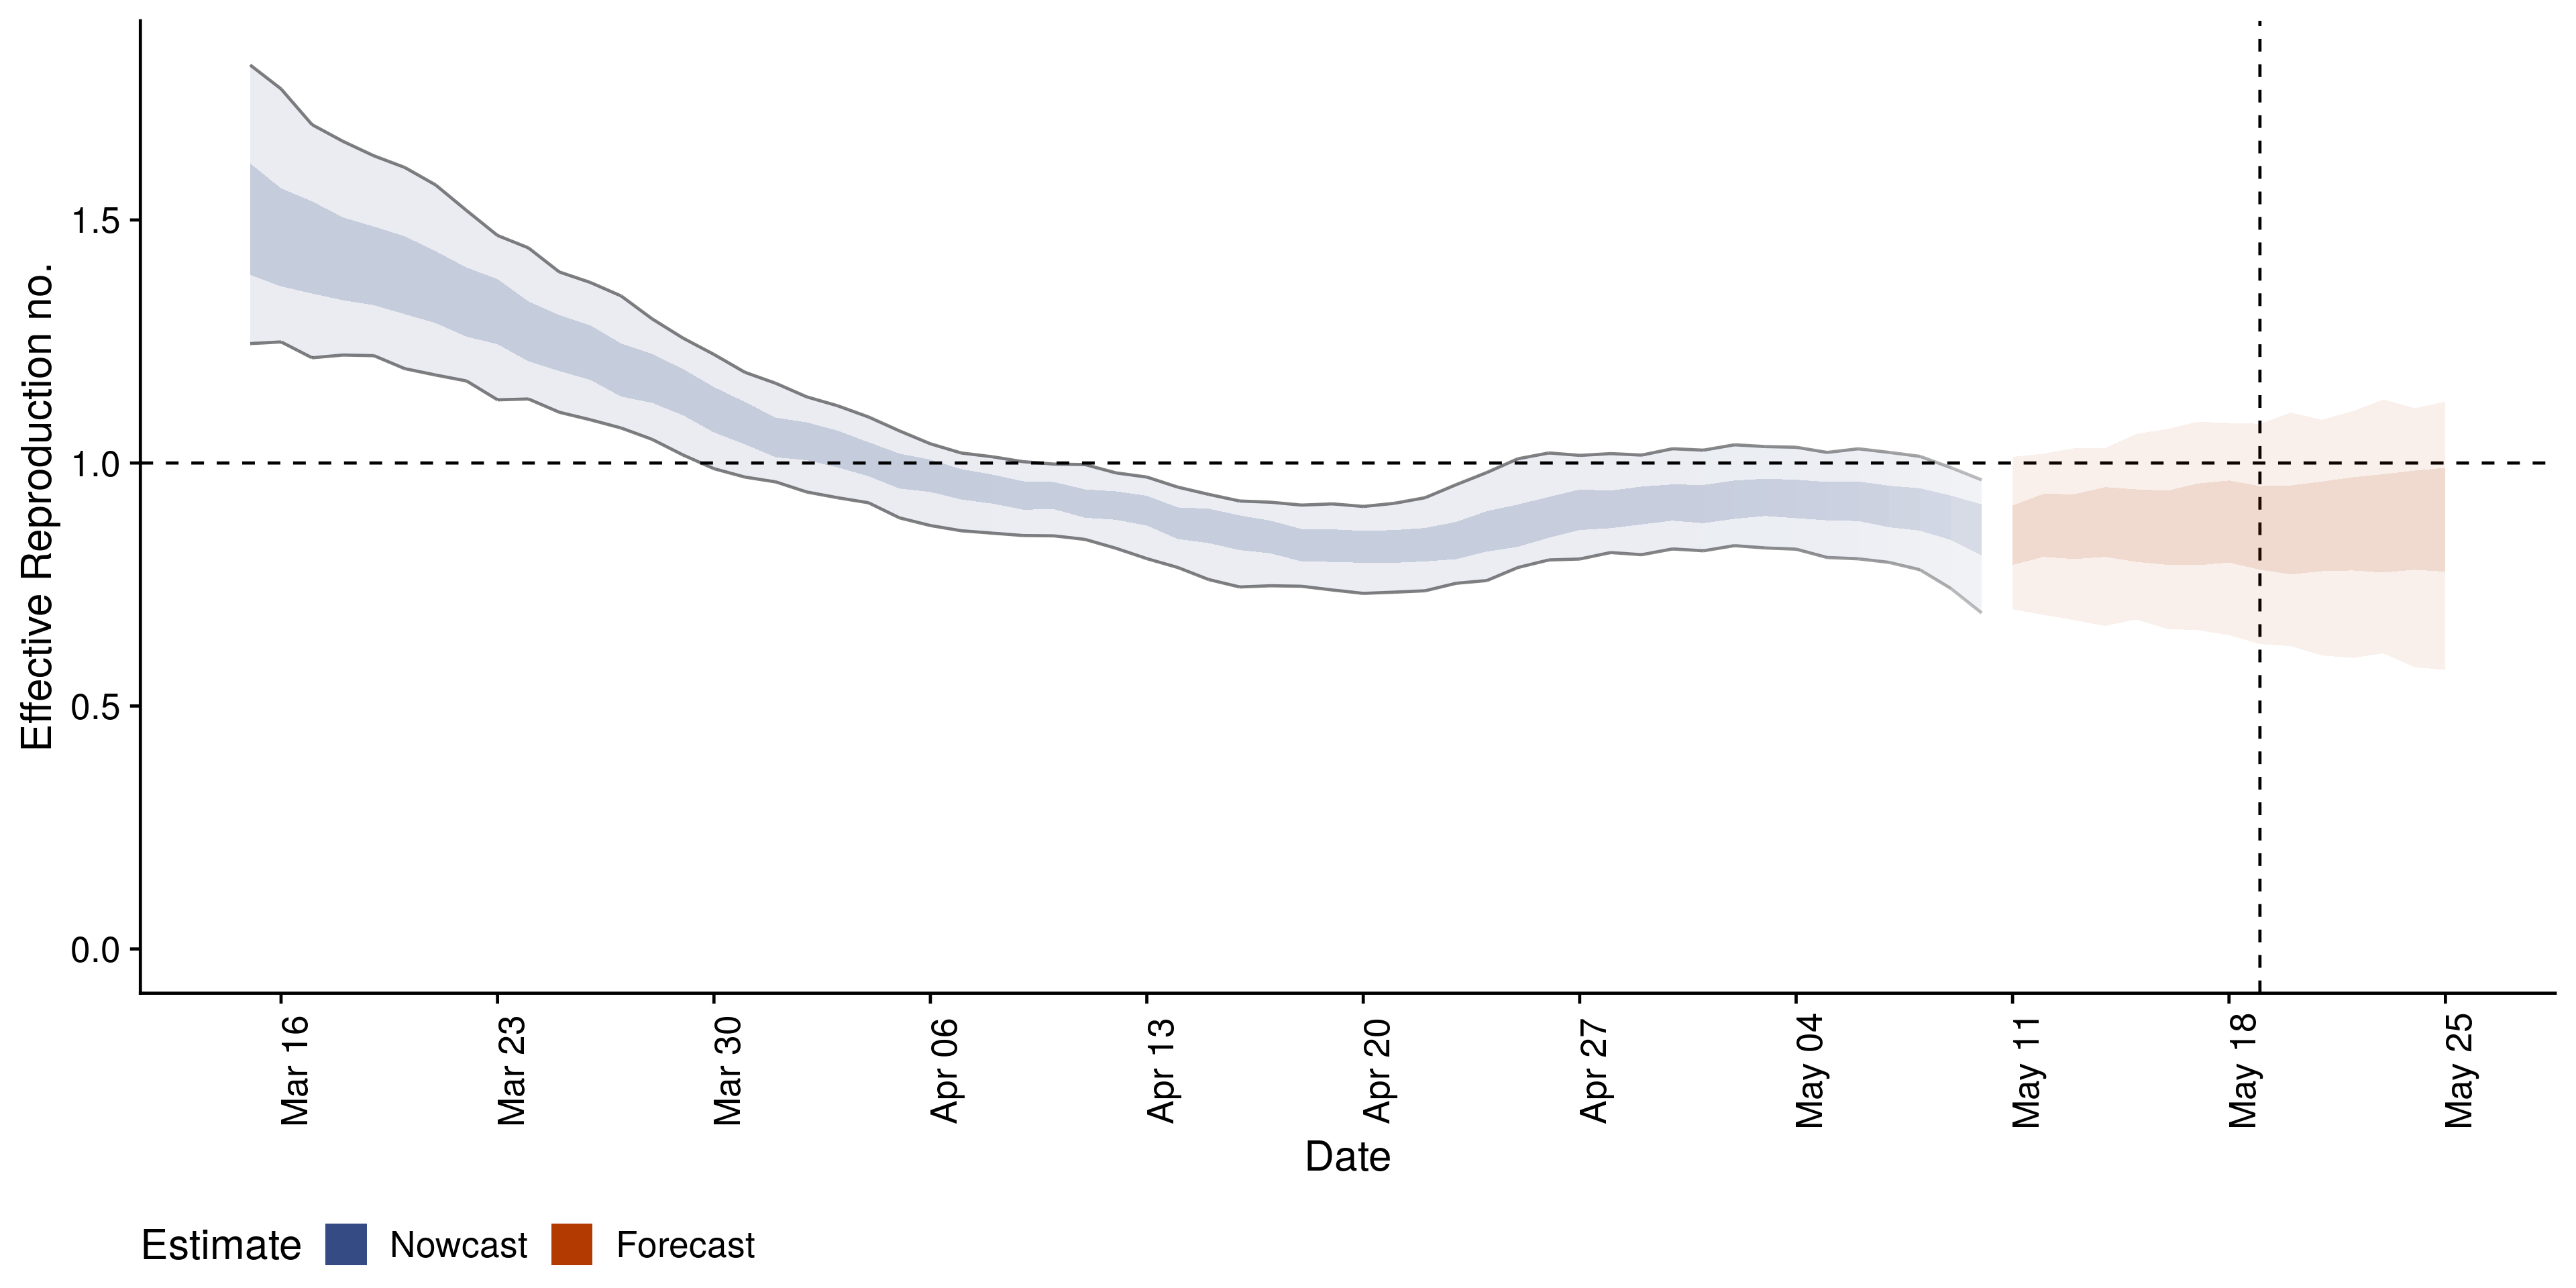 Effective Reproduction no.
1.5
1.0
0.5
0.0
Mar 16
Mar 23
Mar 30
Apr 06
Apr 13
Apr 20
Apr 27
May 04
May 11
May 18
May 25
Date
Estimate Nowcast Forecast